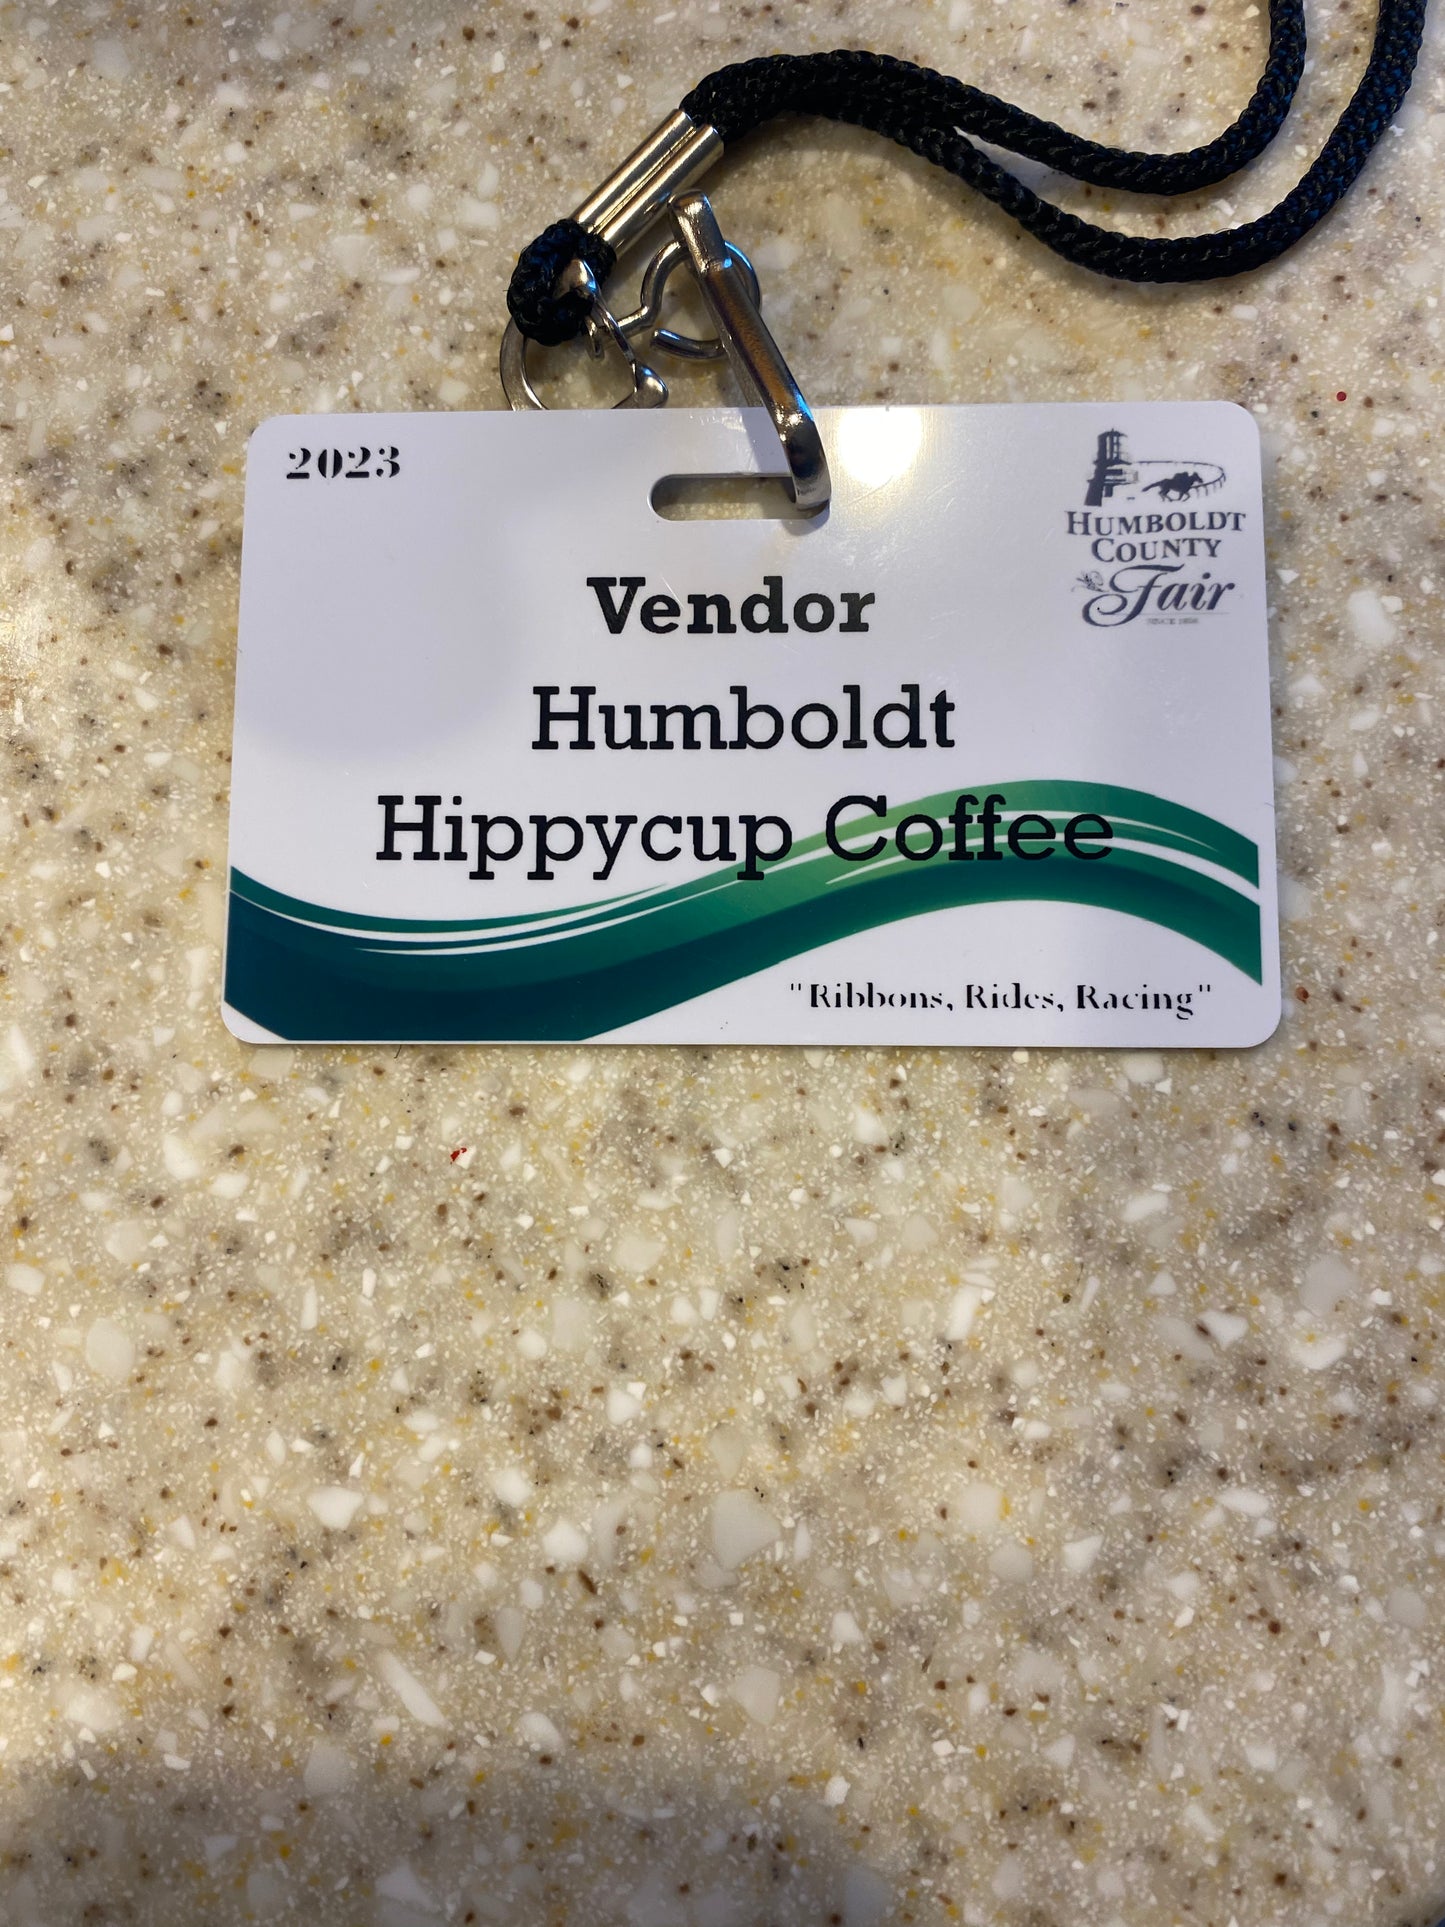 2023
HUMBOLDT
COUNTY
Fair
Vendor
Humboldt
Hippycup Coffee
"Ribbons, Rides, Racing"